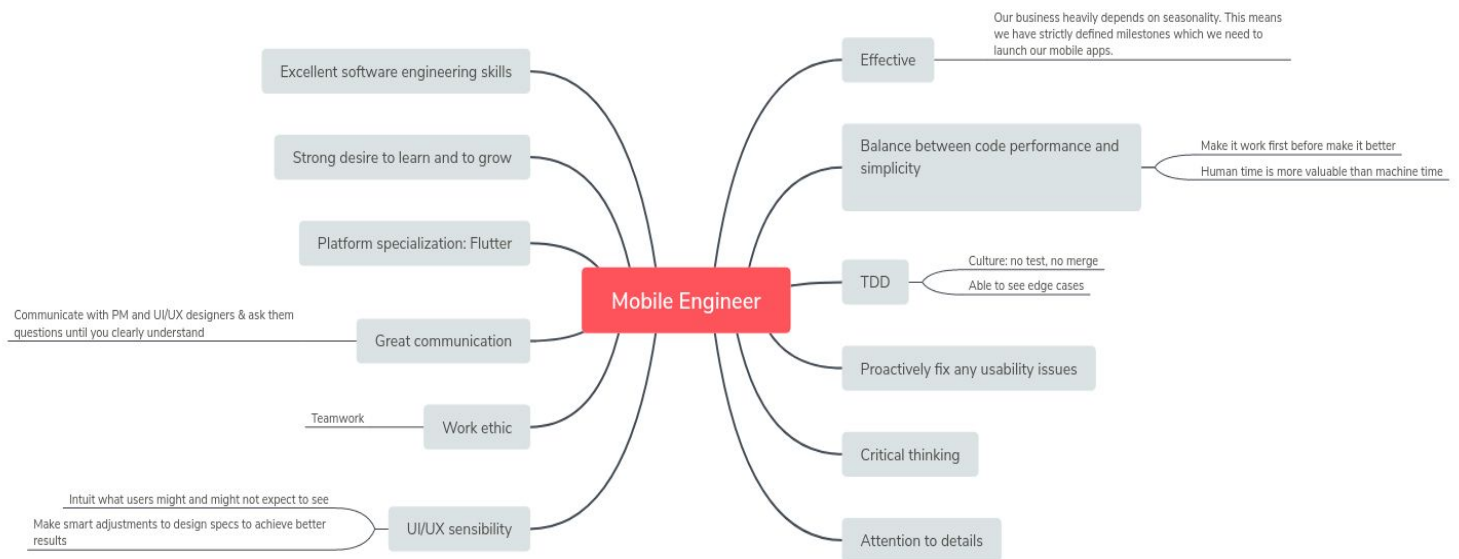 Mobile Engineer
Excellent software engineering skills
Strong desire to learn and to grow
Platform specialization: Flutter
Great communication
Communicate with PM and UI/UX designers & ask them
questions until you clearly understand
Work ethic
Teamwork
UI/UX sensibility
Intuit what users might and might not expect to see
Make smart adjustments to design specs to achieve better
results
Effective
Our business heavily depends on seasonality. This means
we have strictly defined milestones which we need to
launch our mobile apps.
Balance between code performance and
simplicity
Make it work first before make it better
Human time is more valuable than machine time
TDD
Culture: no test, no merge
Able to see edge cases
Proactively fix any usability issues
Critical thinking
Attention to details